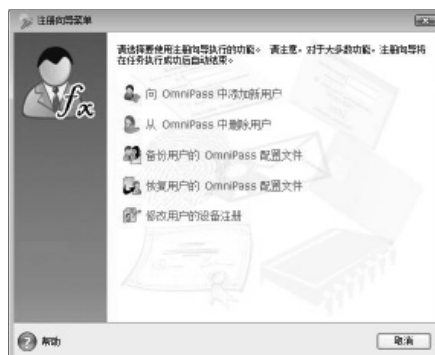 注册向导菜单
请选择要使用注册向导执行的功能。 请注意，对于大多数功能，注册向导将
在任务执行成功后自动结束。
fx
向 OmniPass 中添加新用户
从 OmniPass 中删除用户
备份用户的 OmniPass 配置文件
恢复用户的 OmniPass 配置文件
修改用户的设备注册
帮助
取消